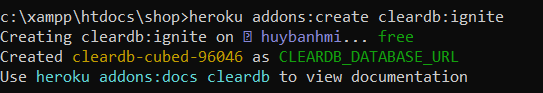 c:\xampp\htdocs\shop>heroku addons:create cleardb:ignite
Creating cleardb:ignite on huybanhmi... free
Created cleardb-cubed-96046 as CLEARDB_DATABASE_URL
Use heroku addons:docs cleardb to view documentation